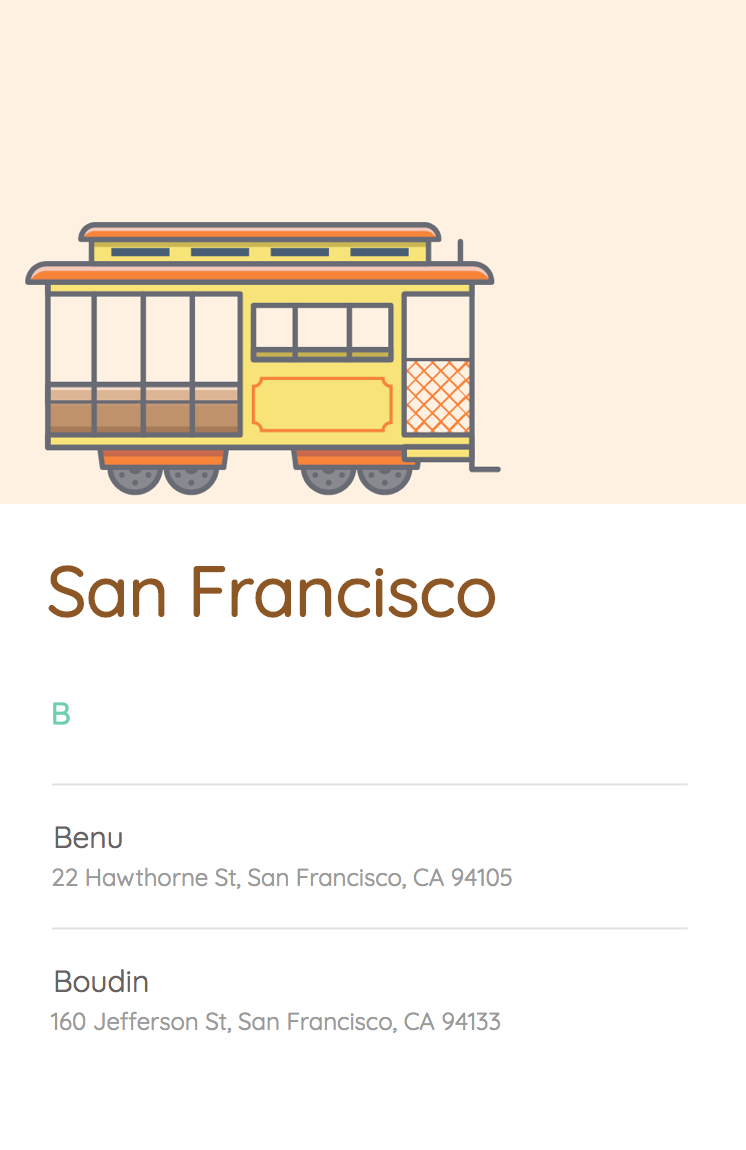 San Francisco
B
Benu
22 Hawthorne St, San Francisco, CA 94105
Boudin
160 Jefferson St, San Francisco, CA 94133